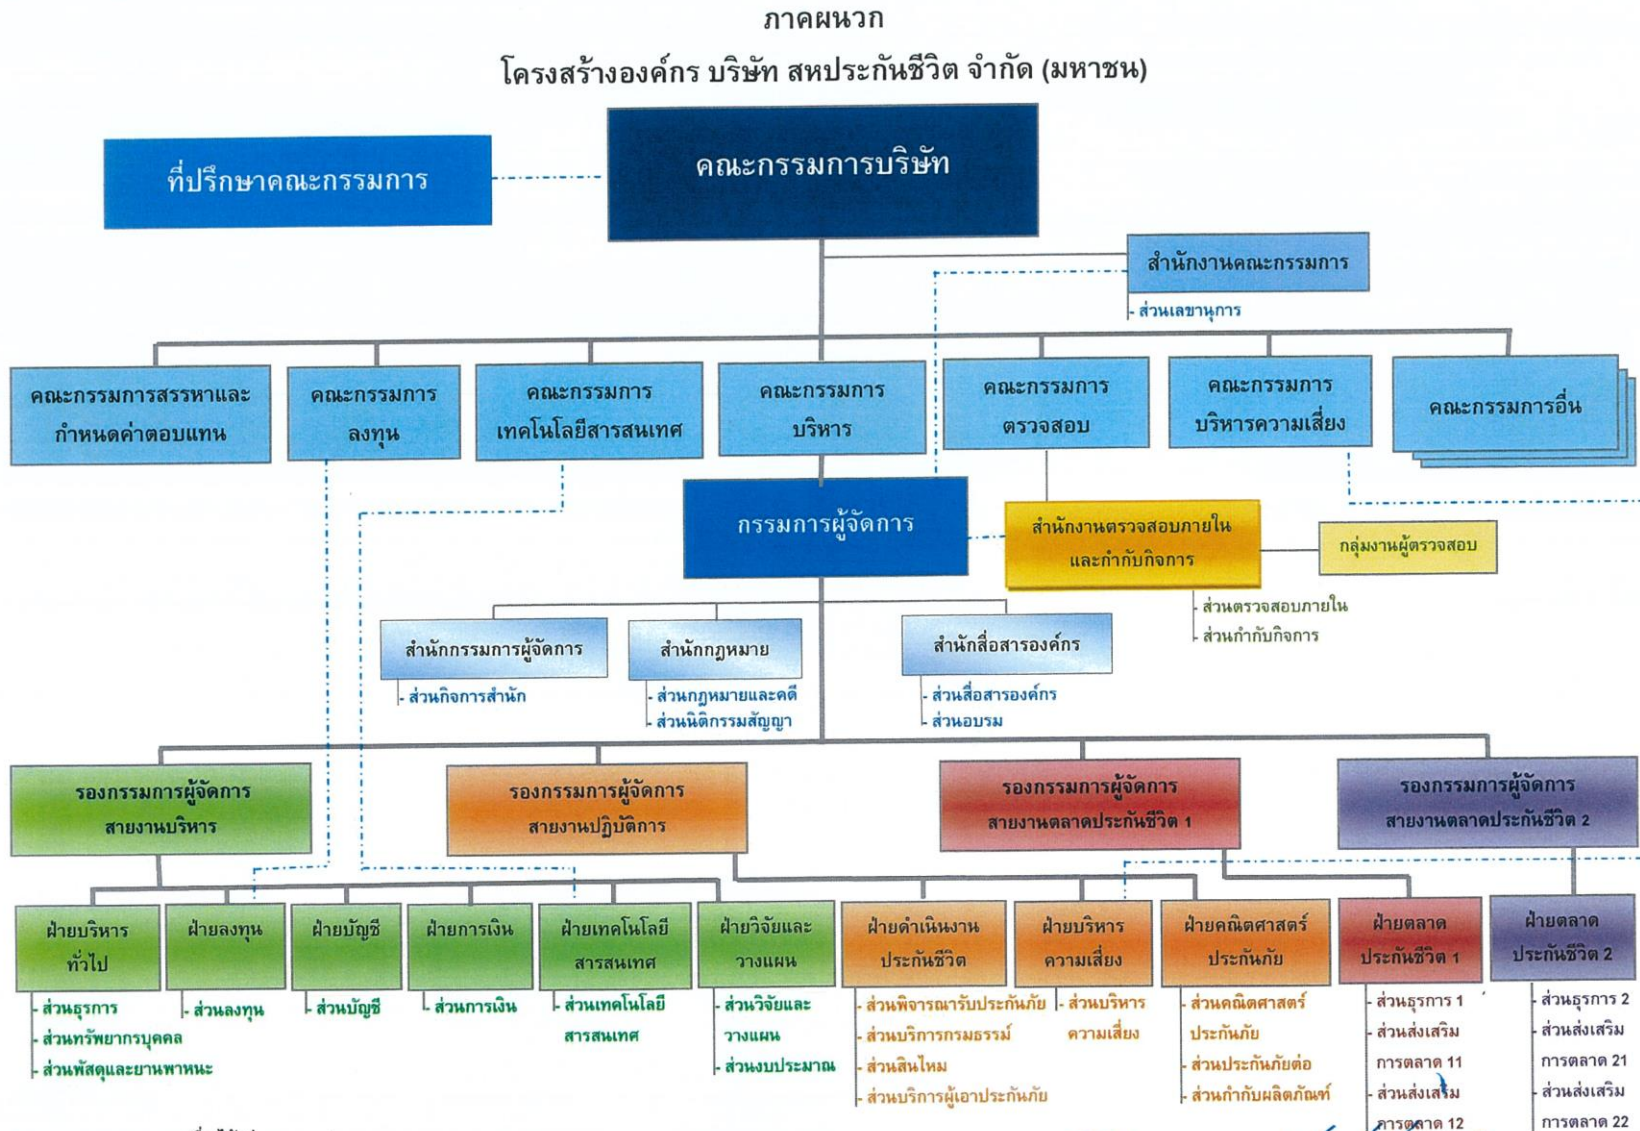 ภาคผนวก
โครงสร้างองค์กร บริษัท สหประกันชีวิต จำกัด (มหาชน)
คณะกรรมการบริษัท
ที่ปรึกษาคณะกรรมการ
สำนักงานคณะกรรมการ
- ส่วนเลขานุการ
คณะกรรมการสรรหาและ
กำหนดค่าตอบแทน
คณะกรรมการ
ลงทุน
คณะกรรมการ
เทคโนโลยีสารสนเทศ
คณะกรรมการ
บริหาร
คณะกรรมการ
ตรวจสอบ
คณะกรรมการ
บริหารความเสี่ยง
คณะกรรมการอื่น
กรรมการผู้จัดการ
สำนักงานตรวจสอบภายใน
และกำกับกิจการ
กลุ่มงานผู้ตรวจสอบ
- ส่วนตรวจสอบภายใน
- ส่วนกำกับกิจการ
สำนักกรรมการผู้จัดการ
- ส่วนกิจการสำนัก
สำนักกฎหมาย
- ส่วนกฎหมายและคดี
- ส่วนนิติกรรมสัญญา
สำนักสื่อสารองค์กร
- ส่วนสื่อสารองค์กร
- ส่วนอบรม
รองกรรมการผู้จัดการ
สายงานบริหาร
รองกรรมการผู้จัดการ
สายงานปฏิบัติการ
รองกรรมการผู้จัดการ
สายงานตลาดประกันชีวิต 1
รองกรรมการผู้จัดการ
สายงานตลาดประกันชีวิต 2
ฝ่ายบริหาร
ทั่วไป
- ส่วนธุรการ
- ส่วนทรัพยากรบุคคล
- ส่วนพัสดุและยานพาหนะ
ฝ่ายลงทุน
- ส่วนลงทุน
ฝ่ายบัญชี
- ส่วนบัญชี
ฝ่ายการเงิน
- ส่วนการเงิน
ฝ่ายเทคโนโลยี
สารสนเทศ
- ส่วนเทคโนโลยี
สารสนเทศ
ฝ่ายวิจัยและ
วางแผน
- ส่วนวิจัยและ
วางแผน
- ส่วนงบประมาณ
ฝ่ายดำเนินงาน
ประกันชีวิต
- ส่วนพิจารณารับประกันภัย
- ส่วนบริการกรมธรรม์
- ส่วนสินไหม
- ส่วนบริการผู้เอาประกันภัย
ฝ่ายบริหาร
ความเสี่ยง
- ส่วนบริหาร
ความเสี่ยง
ฝ่ายคณิตศาสตร์
ประกันภัย
- ส่วนคณิตศาสตร์
ประกันภัย
- ส่วนประกันภัยต่อ
- ส่วนกำกับผลิตภัณฑ์
ฝ่ายตลาด
ประกันชีวิต 1
- ส่วนธุรการ 1
- ส่วนส่งเสริม
การตลาด 11
- ส่วนส่งเสริม
การตลาด 12
ฝ่ายตลาด
ประกันชีวิต 2
- ส่วนธุรการ 2
- ส่วนส่งเสริม
การตลาด 21
- ส่วนส่งเสริม
การตลาด 22